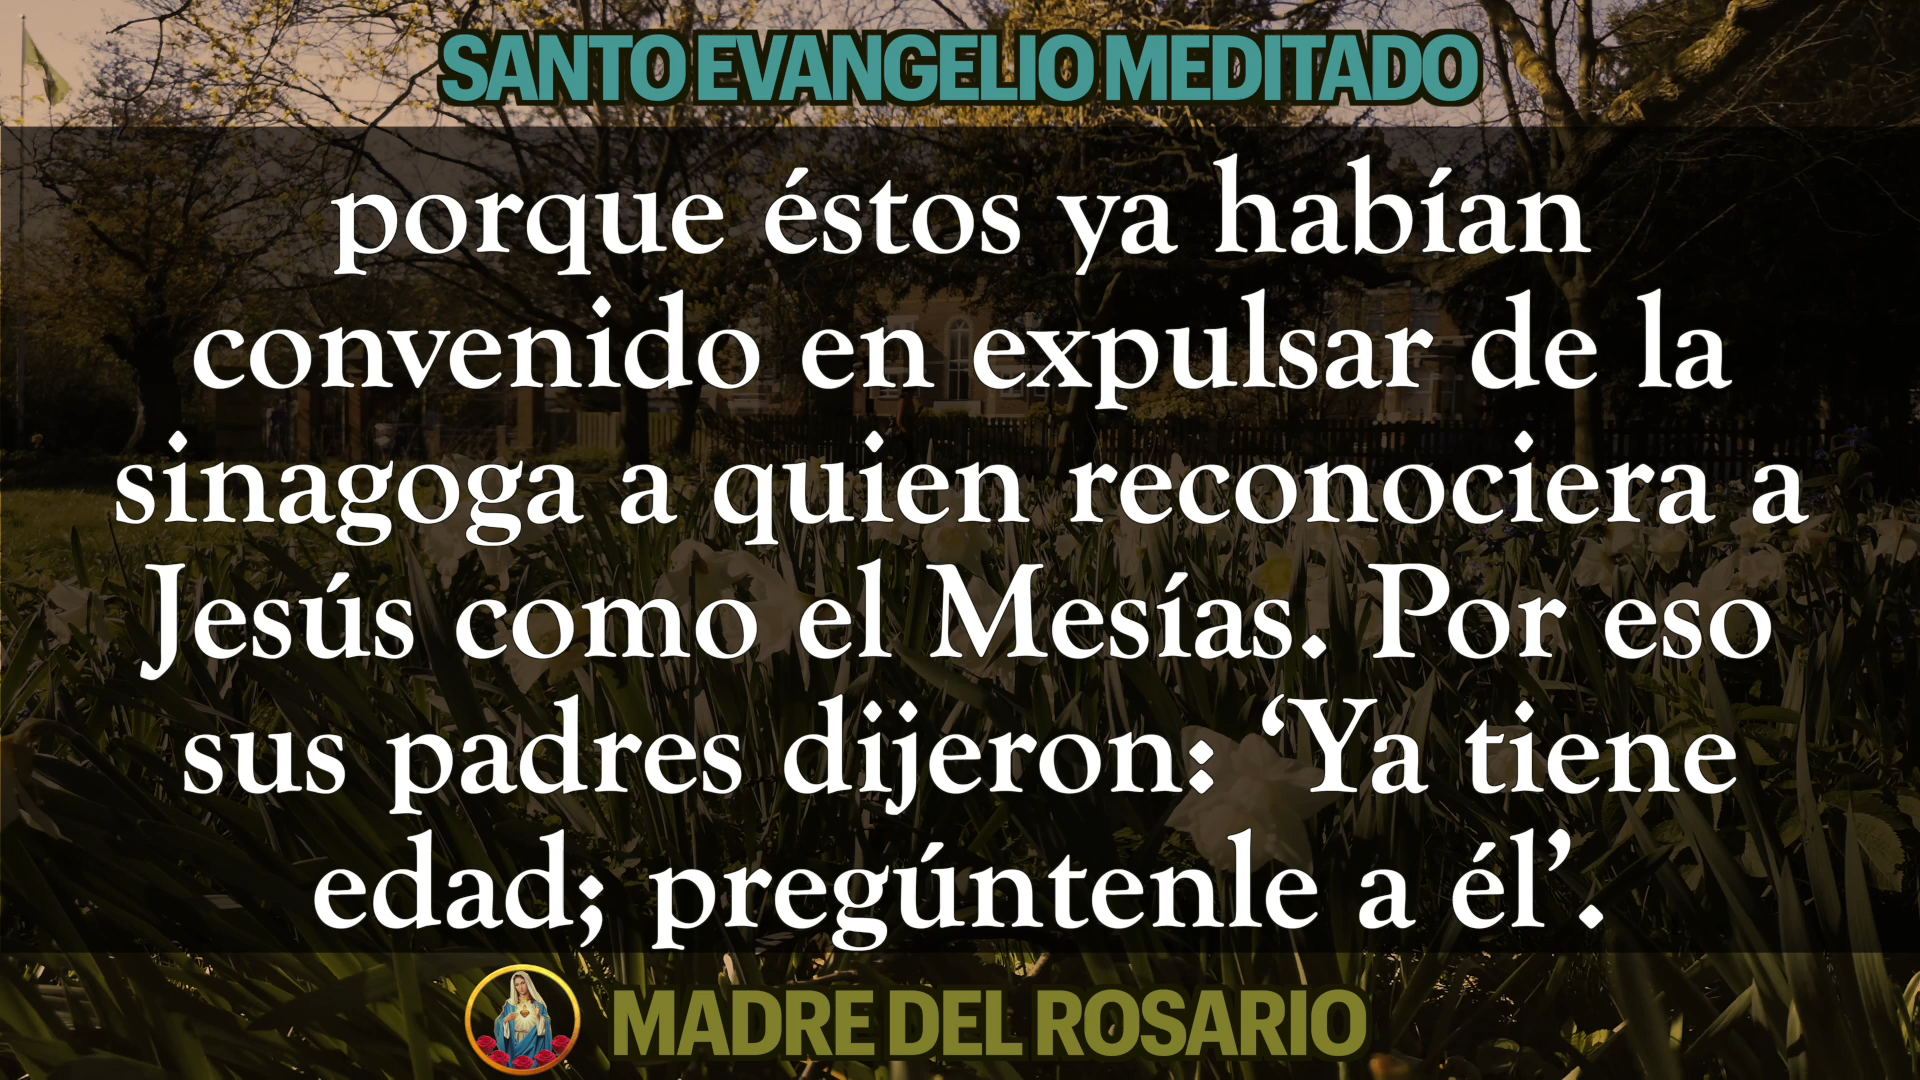 SANTO EVANGELIO MEDITADO
porque éstos ya habían
convenido en expulsar de la
sinagoga a quien reconociera a
Jesús como el Mesías. Por eso
sus padres dijeron: ‘Ya tiene
edad; pregúntenle a él’.
MADRE DEL ROSARIO